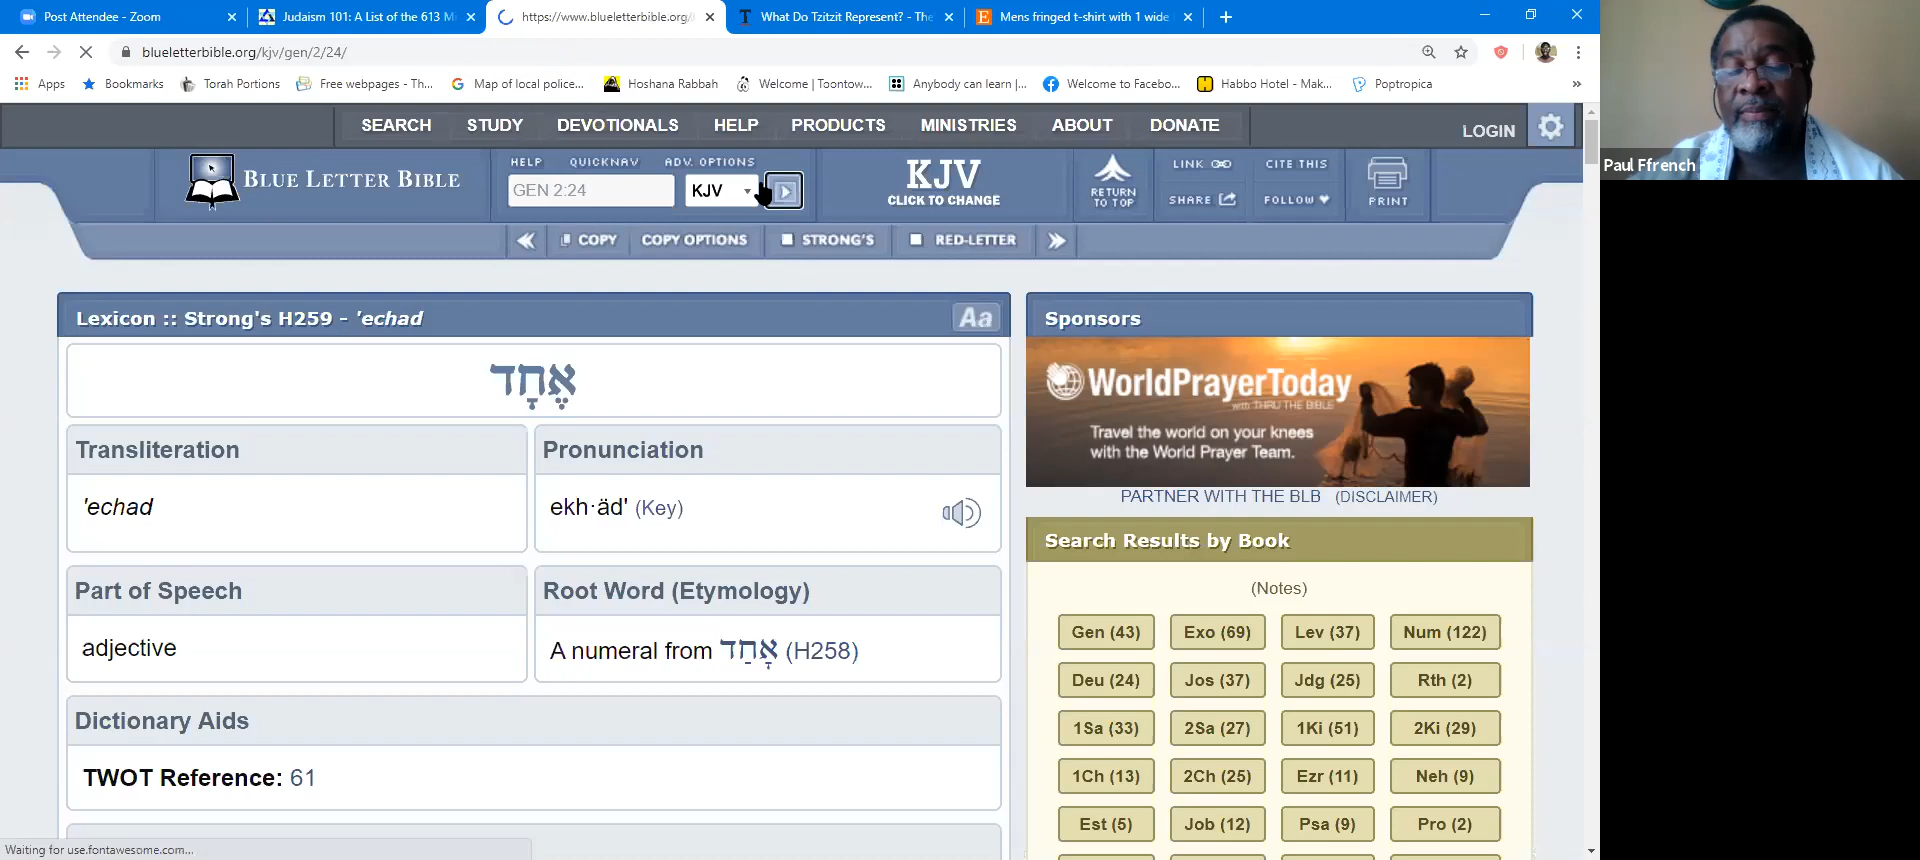 Post Attendee - Zoom
Judaism 101: A List of the 613 Mi
https://www.blueletterbible.org/
What Do Tzitzit Represent? - The
Mens fringed t-shirt with 1 wide
blueletterbible.org/kjv/gen/2/24/
Apps
Bookmarks
Torah Portions
Free webpages - Th...
Map of local police...
Hoshana Rabbah
Welcome | Toontow...
Anybody can learn |...
Welcome to Facebo...
Habbo Hotel - Mak...
Poptropica
SEARCH STUDY DEVOTIONALS HELP PRODUCTS MINISTRIES ABOUT DONATE
LOGIN
BLUE LETTER BIBLE
HELP QUICKNAV ADV. OPTIONS
GEN 2:24
KJV
KJV
CLICK TO CHANGE
RETURN
TO TOP
LINK
CITE THIS
SHARE
FOLLOW
PRINT
COPY COPY OPTIONS STRONG'S RED-LETTER
Lexicon :: Strong's H259 - 'echad
Aa
אֶחָד
Transliteration
'echad
Pronunciation
ekh·äd' (Key)
Part of Speech
adjective
Root Word (Etymology)
A numeral from אָחַד (H258)
Dictionary Aids
TWOT Reference: 61
Sponsors
WorldPrayerToday
with THRU THE BIBLE
Travel the world on your knees
with the World Prayer Team.
PARTNER WITH THE BLB (DISCLAIMER)
Search Results by Book
(Notes)
Gen (43) Exo (69) Lev (37) Num (122)
Deu (24) Jos (37) Jdg (25) Rth (2)
1Sa (33) 2Sa (27) 1Ki (51) 2Ki (29)
1Ch (13) 2Ch (25) Ezr (11) Neh (9)
Est (5) Job (12) Psa (9) Pro (2)
Waiting for use.fontawesome.com...
Paul Ffrench